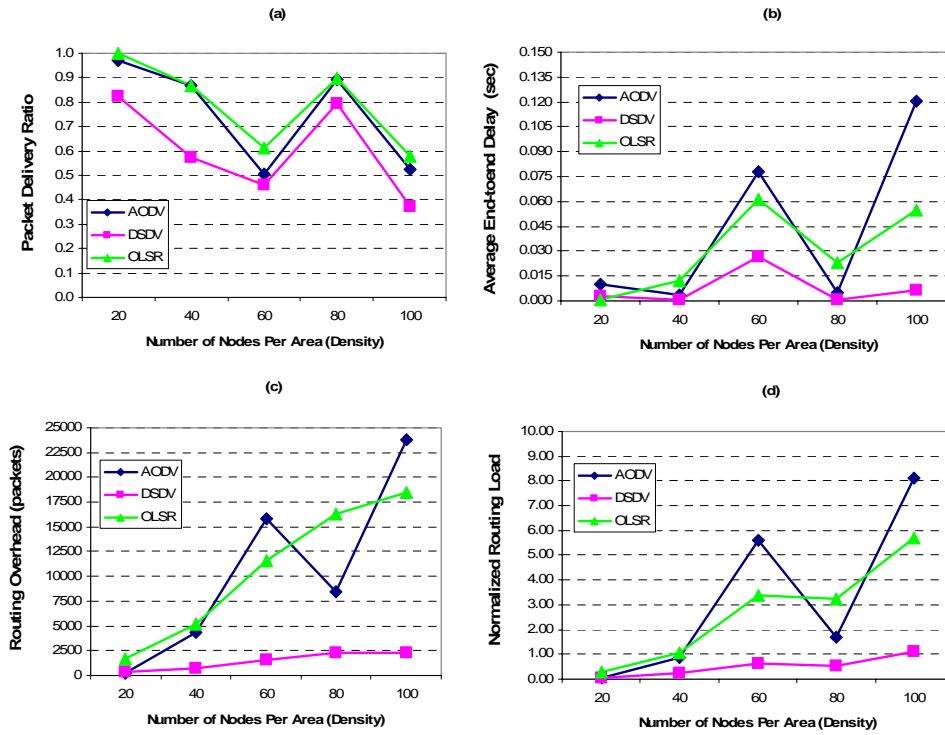 (a)
Packet Delivery Ratio
1.0
0.9
0.8
0.7
0.6
0.5
0.4
0.3
0.2
0.1
0.0
AODV
DSDV
OLSR
20 40 60 80 100
Number of Nodes Per Area (Density)
(b)
Average End-toend Delay (sec)
0.150
0.135
0.120
0.105
0.090
0.075
0.060
0.045
0.030
0.015
0.000
AODV
DSDV
OLSR
20 40 60 80 100
Number of Nodes Per Area (Density)
(c)
Routing Overhead (packets)
25000
22500
20000
17500
15000
12500
10000
7500
5000
2500
0
AODV
DSDV
OLSR
20 40 60 80 100
Number of Nodes Per Area (Density)
(d)
Normalized Routing Load
10.00
9.00
8.00
7.00
6.00
5.00
4.00
3.00
2.00
1.00
0.00
AODV
DSDV
OLSR
20 40 60 80 100
Number of Nodes Per Area (Density)